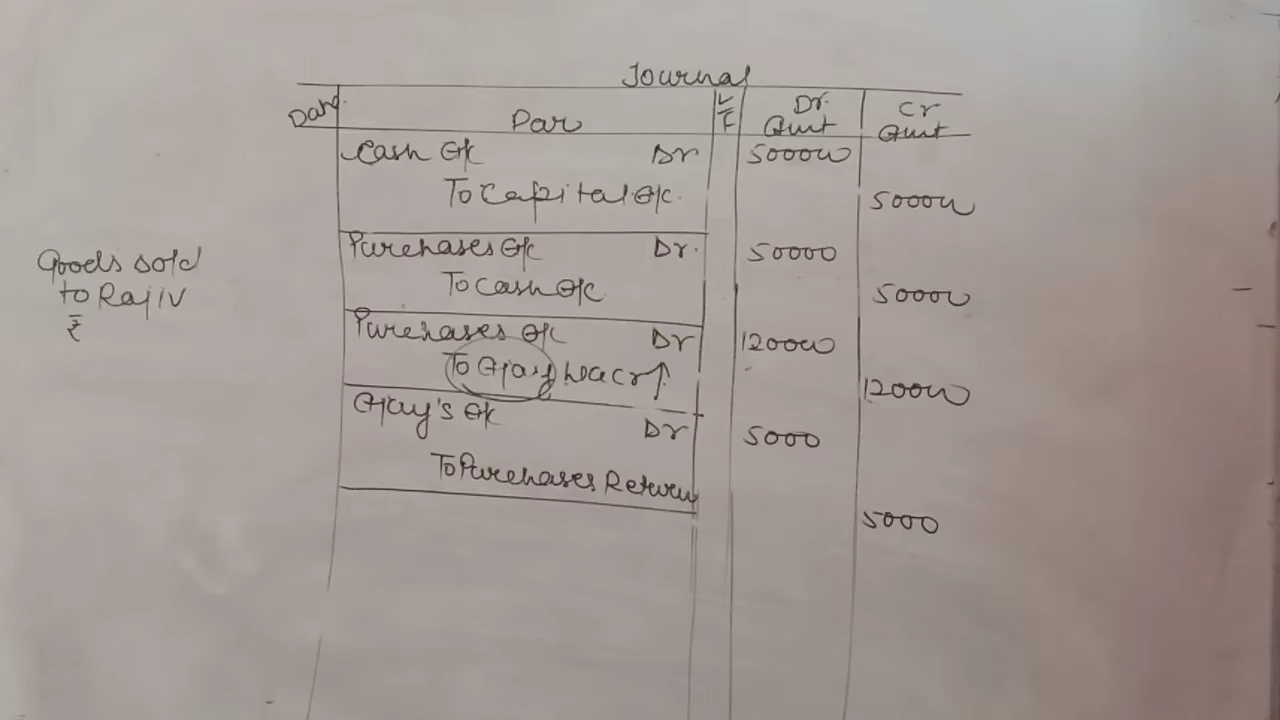 Journal
Date Par L/F Dr. Amt Cr Amt
Cash A/c Dr 50000
To Capital A/c. 50000
Purchases A/c Dr. 50000
To Cash A/c 50000
Purchases A/c Dr 12000
To Ajay 12000
Ajay's A/c Dr 5000
To Purchases Return
5000
Goods sold
to Rajiv
₹